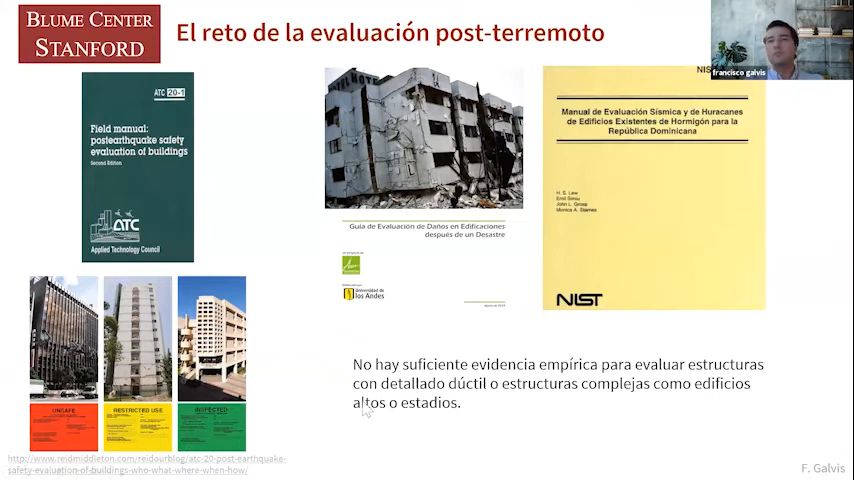 BLUME CENTER
STANFORD
El reto de la evaluación post-terremoto
francisco galvis
ATC 20-1
Field manual:
postearthquake safety
evaluation of buildings
Second Edition
ATC
Applied Technology Council
HOTEL
Guía de Evaluación de Daños en Edificaciones
después de un Desastre
Universidad de
los Andes
NIS
Manual de Evaluación Sísmica y de Huracanes
de Edificios Existentes de Hormigón para la
República Dominicana
H. S. Lew
Emil Simiu
John L. Gross
Monica A. Starnes
NIST
UNSAFE
RESTRICTED USE
INSPECTED
No hay suficiente evidencia empírica para evaluar estructuras
con detallado dúctil o estructuras complejas como edificios
altos o estadios.
http://www.reidmiddleton.com/reidourblog/atc-20-post-earthquake-
safety-evaluation-of-buildings-who-what-where-when-how/
F. Galvis